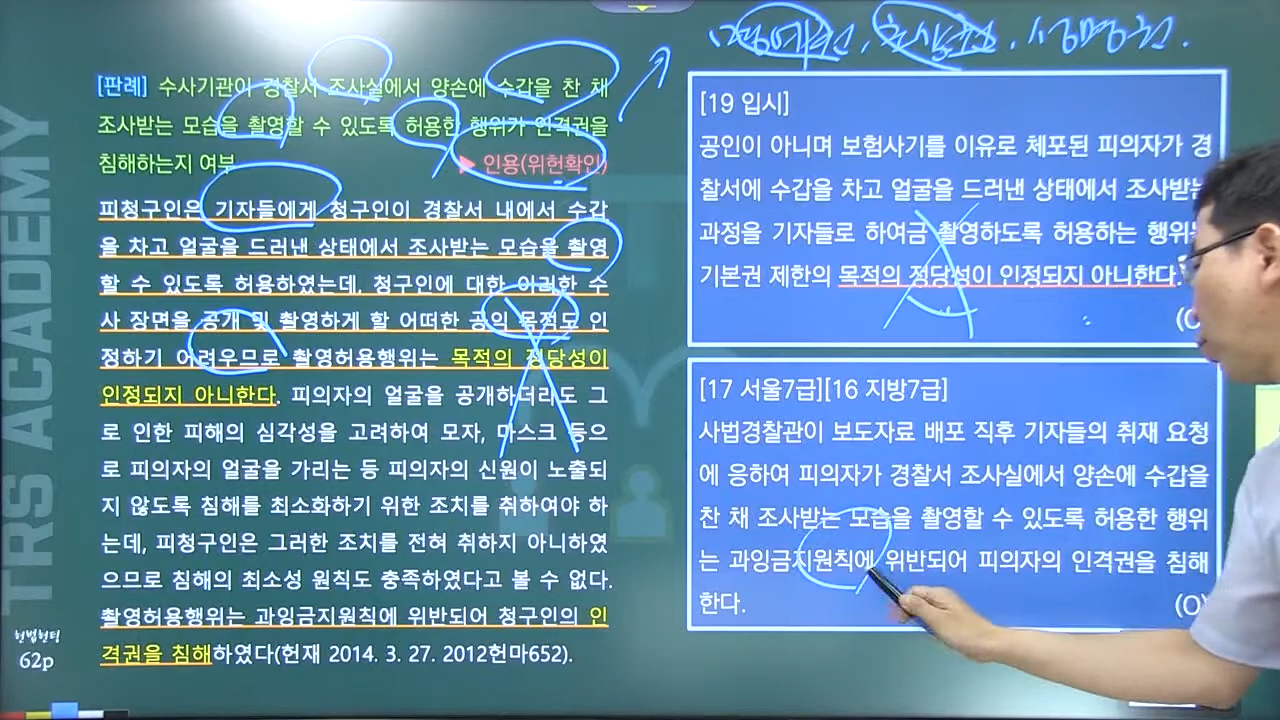 명예권, 초상권, 성명권.
[판례] 수사기관이 경찰서 조사실에서 양손에 수갑을 찬 채
조사받는 모습을 촬영할 수 있도록 허용한 행위가 인격권을
침해하는지 여부
▶ 인용(위헌확인)
피청구인은 기자들에게 청구인이 경찰서 내에서 수갑
을 차고 얼굴을 드러낸 상태에서 조사받는 모습을 촬영
할 수 있도록 허용하였는데, 청구인에 대한 이러한 수
사 장면을 공개 및 촬영하게 할 어떠한 공익 목적도 인
정하기 어려우므로 촬영허용행위는 목적의 정당성이
인정되지 아니한다. 피의자의 얼굴을 공개하더라도 그
로 인한 피해의 심각성을 고려하여 모자, 마스크 등으
로 피의자의 얼굴을 가리는 등 피의자의 신원이 노출되
지 않도록 침해를 최소화하기 위한 조치를 취하여야 하
는데, 피청구인은 그러한 조치를 전혀 취하지 아니하였
으므로 침해의 최소성 원칙도 충족하였다고 볼 수 없다.
촬영허용행위는 과잉금지원칙에 위반되어 청구인의 인
격권을 침해하였다(헌재 2014. 3. 27. 2012헌마652).
[19 입시]
공인이 아니며 보험사기를 이유로 체포된 피의자가 경
찰서에 수갑을 차고 얼굴을 드러낸 상태에서 조사받는
과정을 기자들로 하여금 촬영하도록 허용하는 행위는
기본권 제한의 목적의 정당성이 인정되지 아니한다.
(O
[17 서울7급][16 지방7급]
사법경찰관이 보도자료 배포 직후 기자들의 취재 요청
에 응하여 피의자가 경찰서 조사실에서 양손에 수갑을
찬 채 조사받는 모습을 촬영할 수 있도록 허용한 행위
는 과잉금지원칙에 위반되어 피의자의 인격권을 침해
한다.
(O)
TRS ACADEMY
헌법헌팅
62p